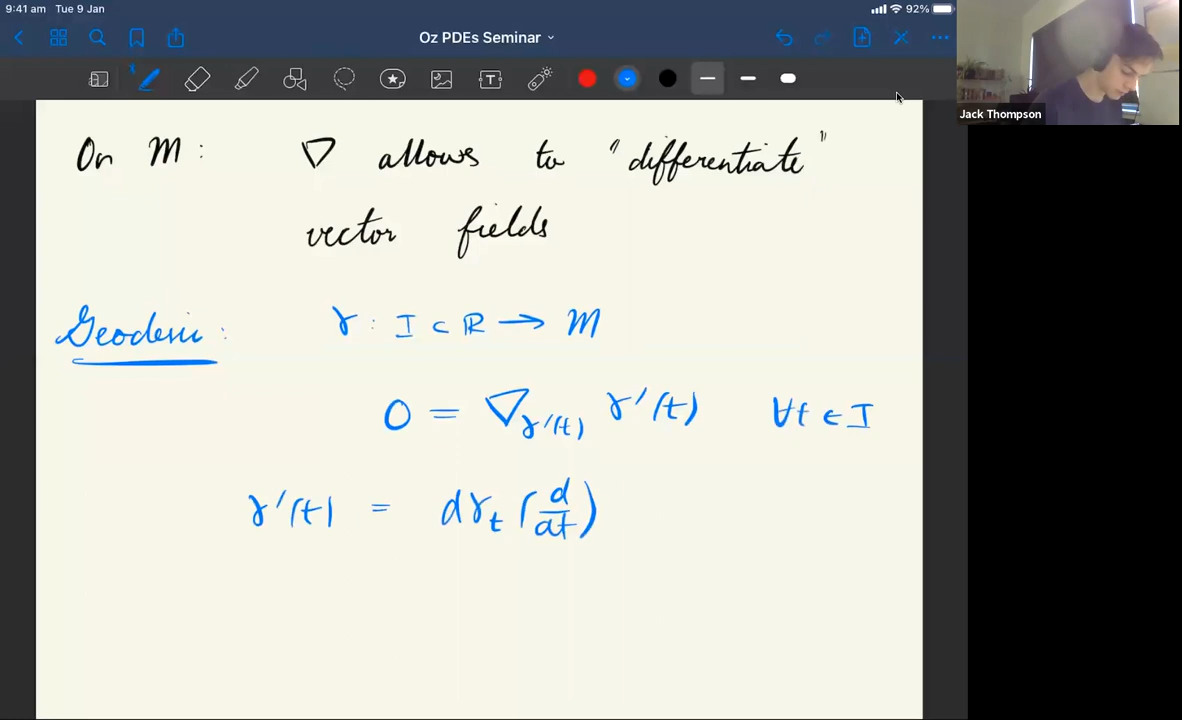 9:41 am Tue 9 Jan 92%
Oz PDEs Seminar
Jack Thompson
On M : ∇ allows to "differentiate"
vector fields
Geodesic : γ : I ⊂ ℝ → M
0 = ∇_{γ'(t)} γ'(t) ∀t ∈ I
γ'(t) = dγ_t (d/dt)